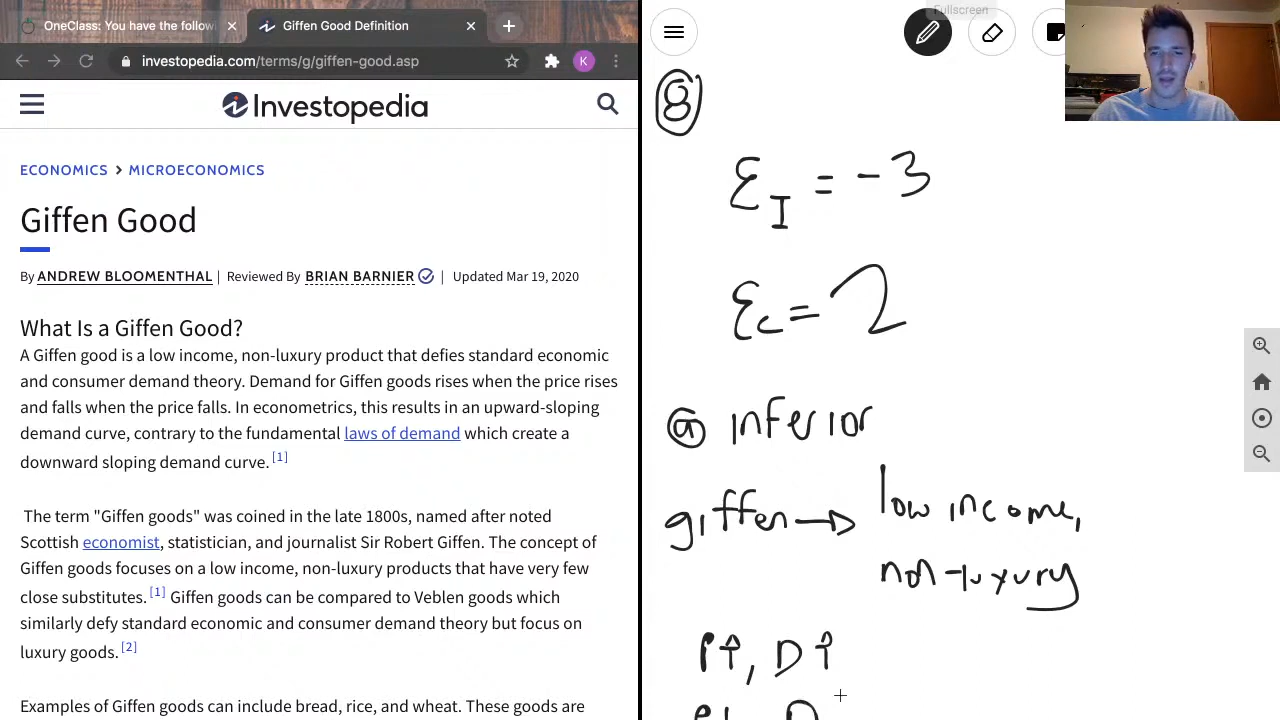 OneClass: You have the follow
Giffen Good Definition
investopedia.com/terms/g/giffen-good.asp
K
Investopedia
ECONOMICS > MICROECONOMICS
Giffen Good
By ANDREW BLOOMENTHAL | Reviewed By BRIAN BARNIER | Updated Mar 19, 2020
What Is a Giffen Good?
A Giffen good is a low income, non-luxury product that defies standard economic
and consumer demand theory. Demand for Giffen goods rises when the price rises
and falls when the price falls. In econometrics, this results in an upward-sloping
demand curve, contrary to the fundamental laws of demand which create a
downward sloping demand curve. [1]
The term "Giffen goods" was coined in the late 1800s, named after noted
Scottish economist, statistician, and journalist Sir Robert Giffen. The concept of
Giffen goods focuses on a low income, non-luxury products that have very few
close substitutes. [1] Giffen goods can be compared to Veblen goods which
similarly defy standard economic and consumer demand theory but focus on
luxury goods. [2]
Examples of Giffen goods can include bread, rice, and wheat. These goods are
Fullscreen
8
ε_I = -3
ε_c = 2
a inferior
giffen → low income,
non-luxury
P↑, D↑